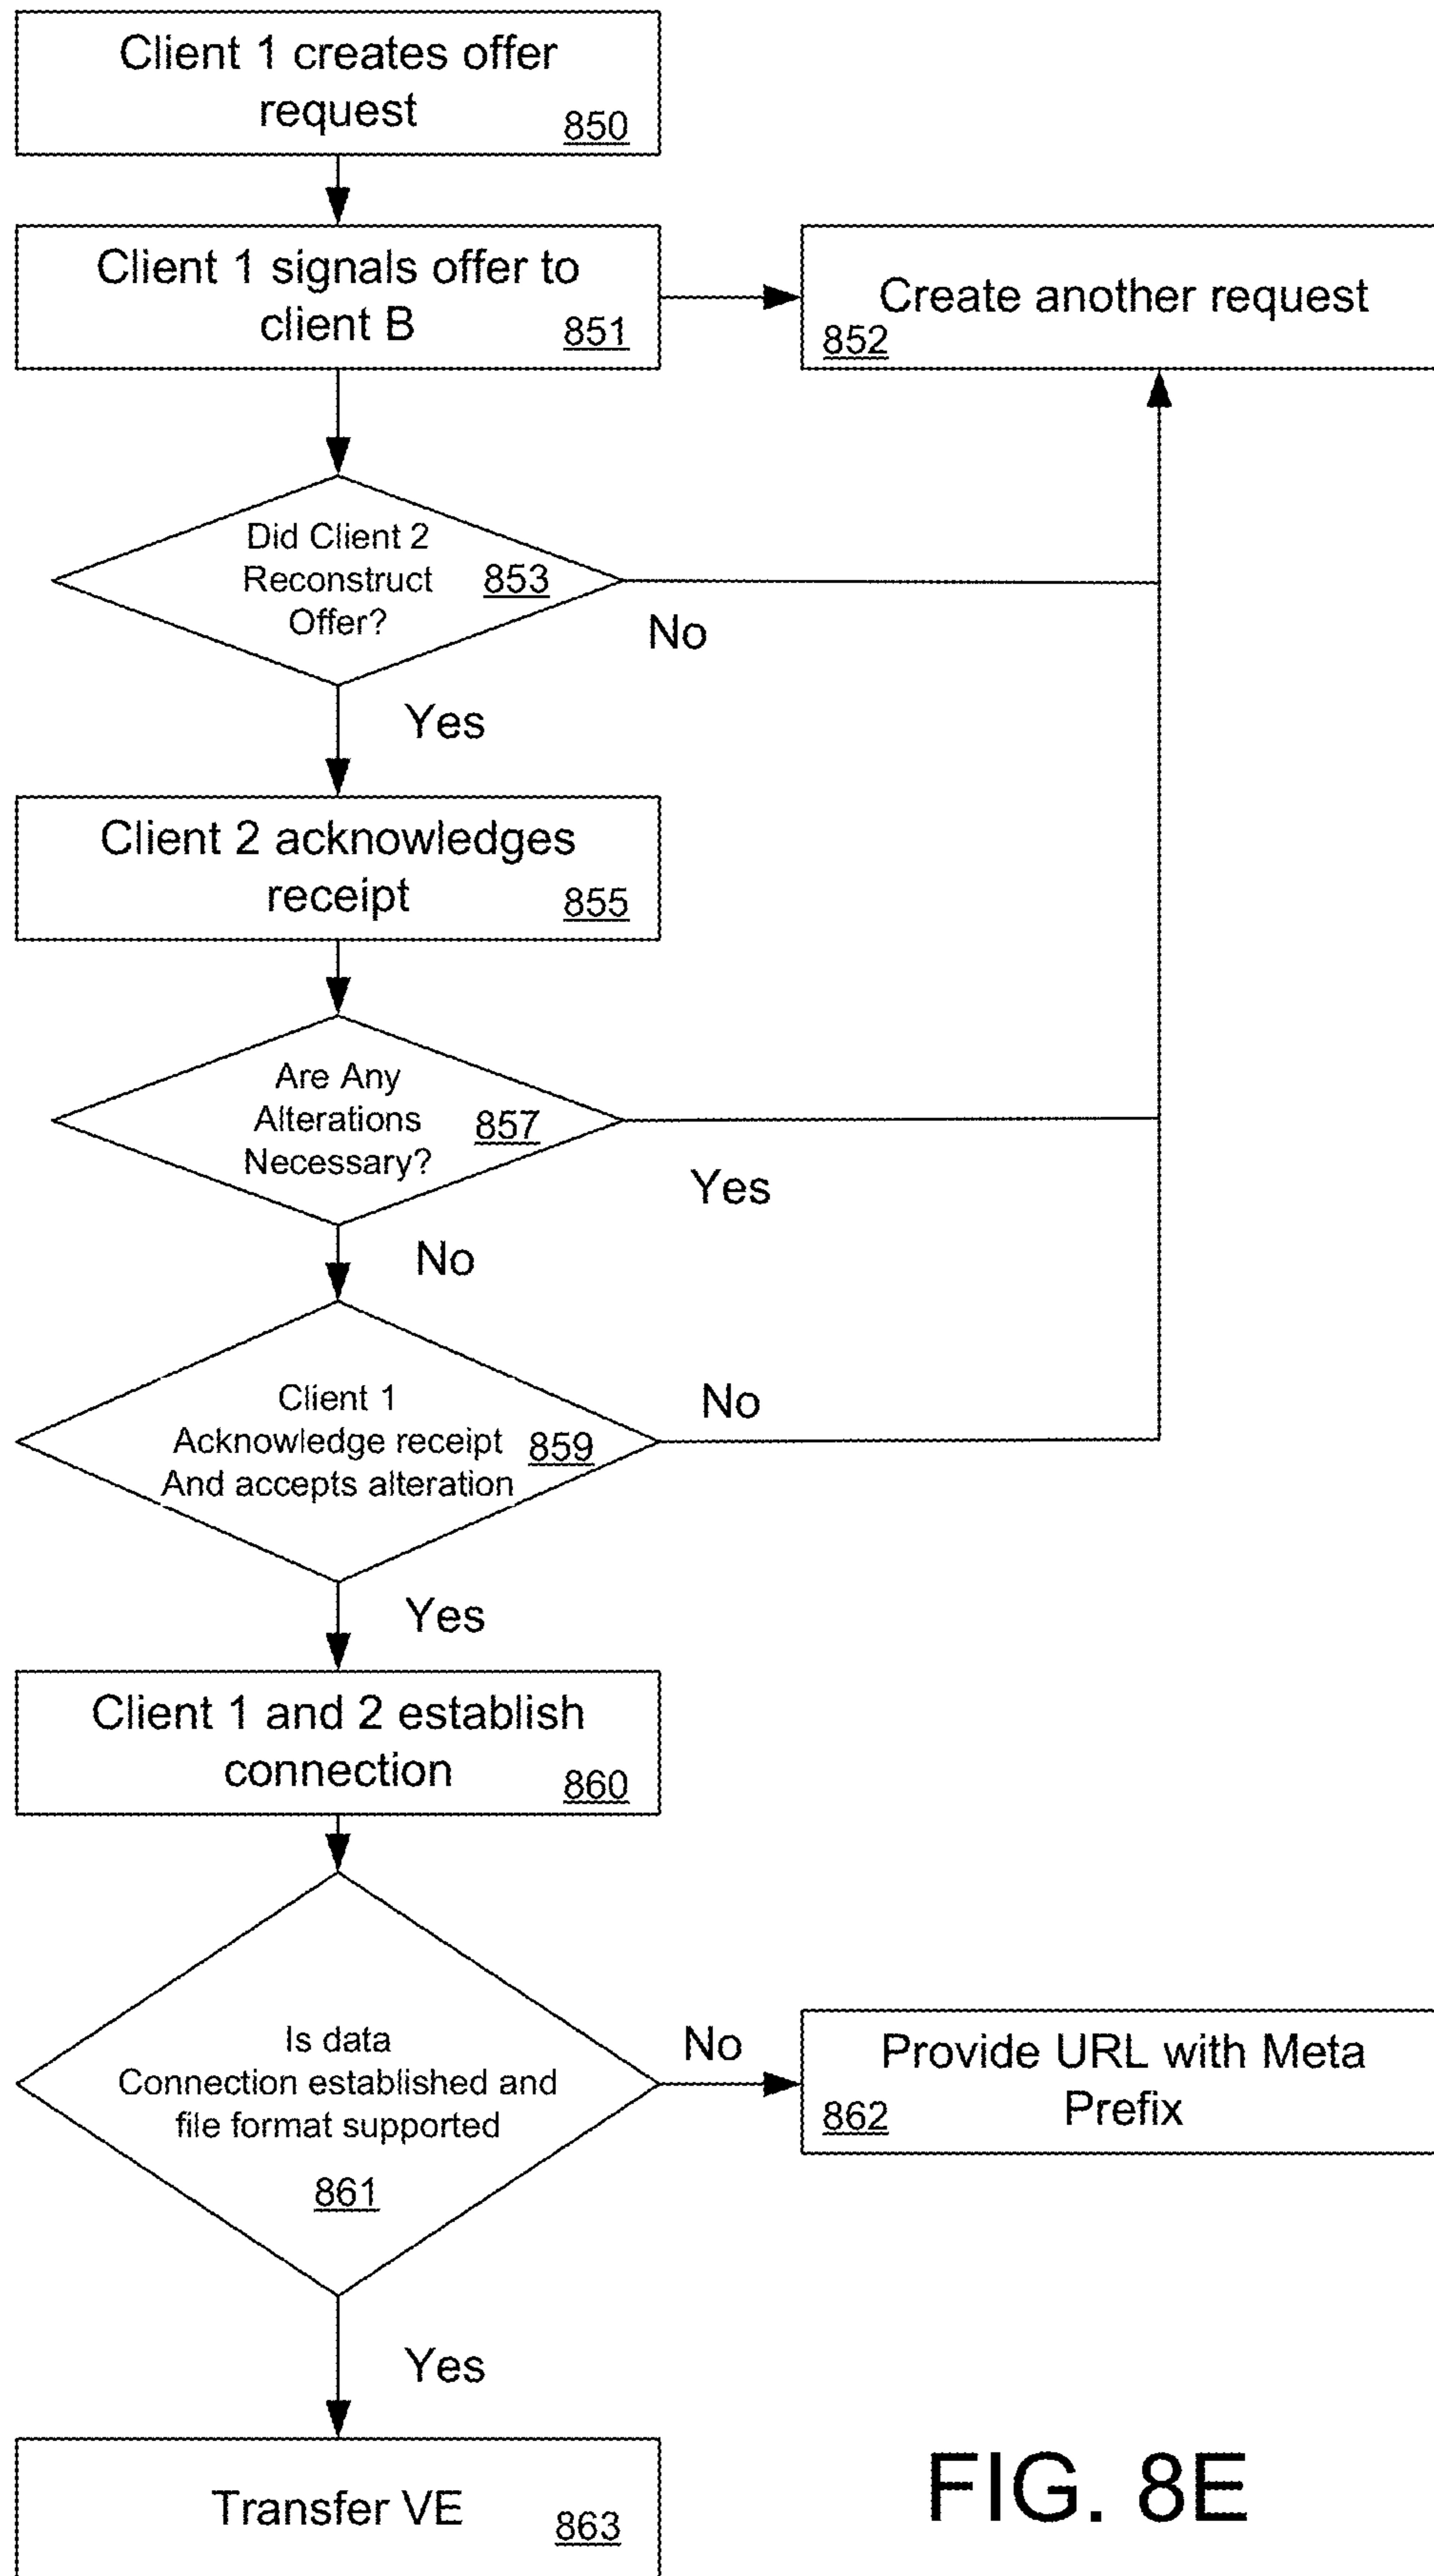 Client 1 creates offer
request
850
Client 1 signals offer to
client B
851
Create another request
852
Did Client 2
Reconstruct
Offer?
853
No
Yes
Client 2 acknowledges
receipt
855
Are Any
Alterations
Necessary?
857
Yes
No
Client 1
Acknowledge receipt
And accepts alteration
859
No
Yes
Client 1 and 2 establish
connection
860
Is data
Connection established and
file format supported
861
No
Provide URL with Meta
Prefix
862
Yes
Transfer VE
863
FIG. 8E